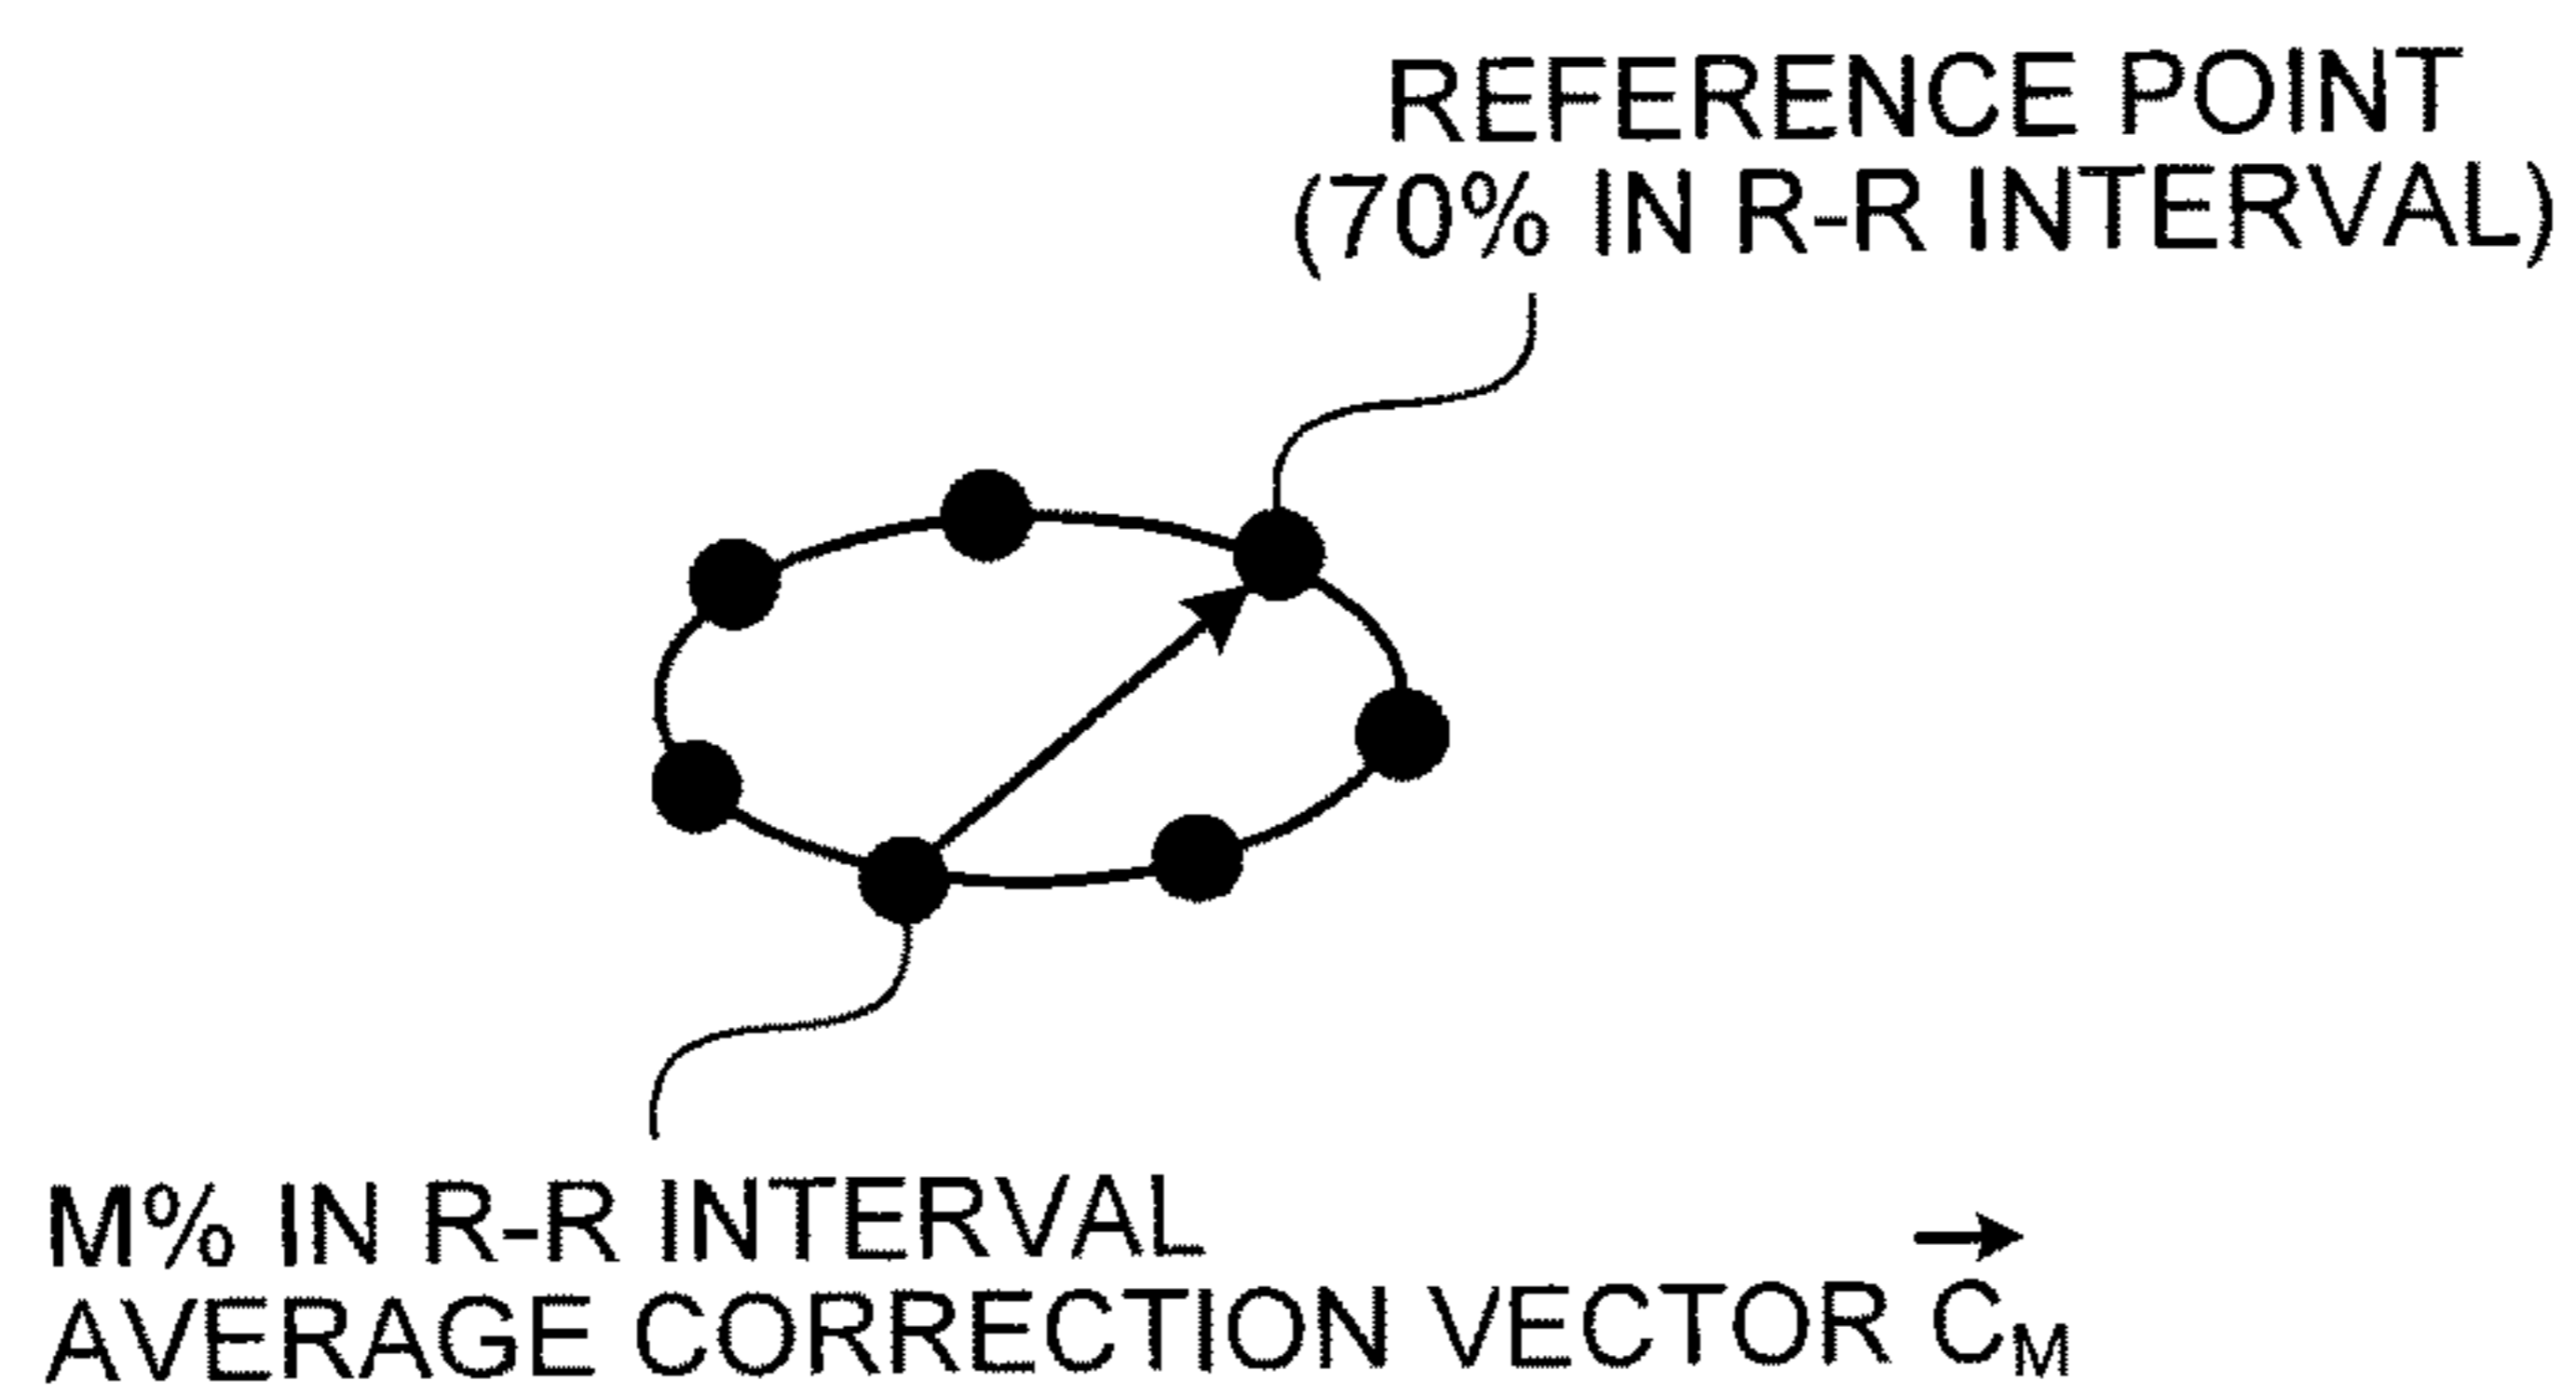 REFERENCE POINT
(70% IN R-R INTERVAL)
M% IN R-R INTERVAL
AVERAGE CORRECTION VECTOR C⃗M